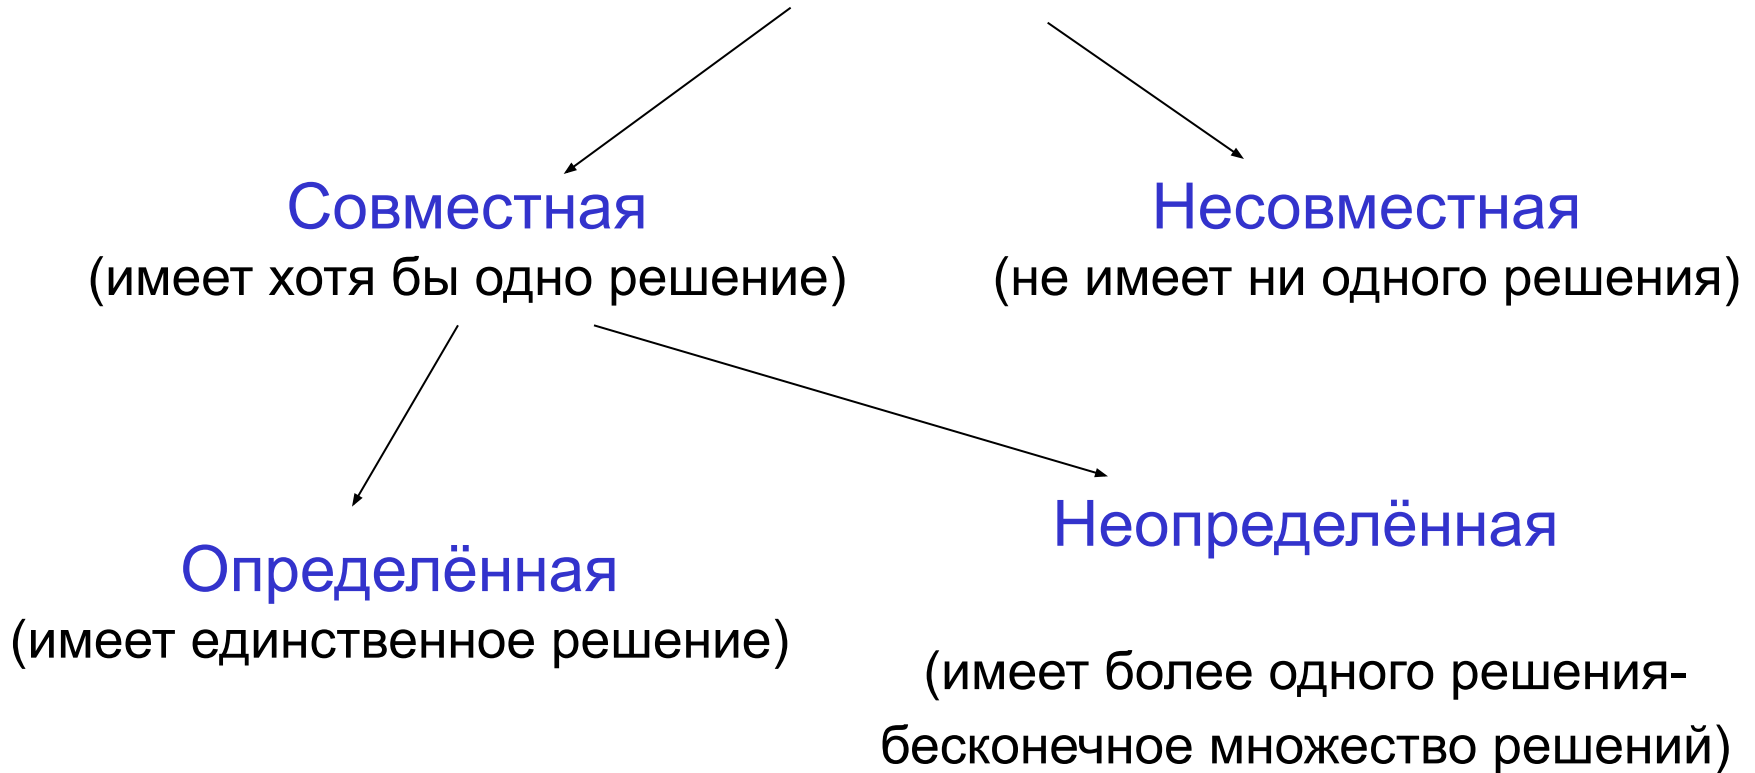 Совместная
(имеет хотя бы одно решение)
Несовместная
(не имеет ни одного решения)
Определённая
(имеет единственное решение)
Неопределённая
(имеет более одного решения-
бесконечное множество решений)